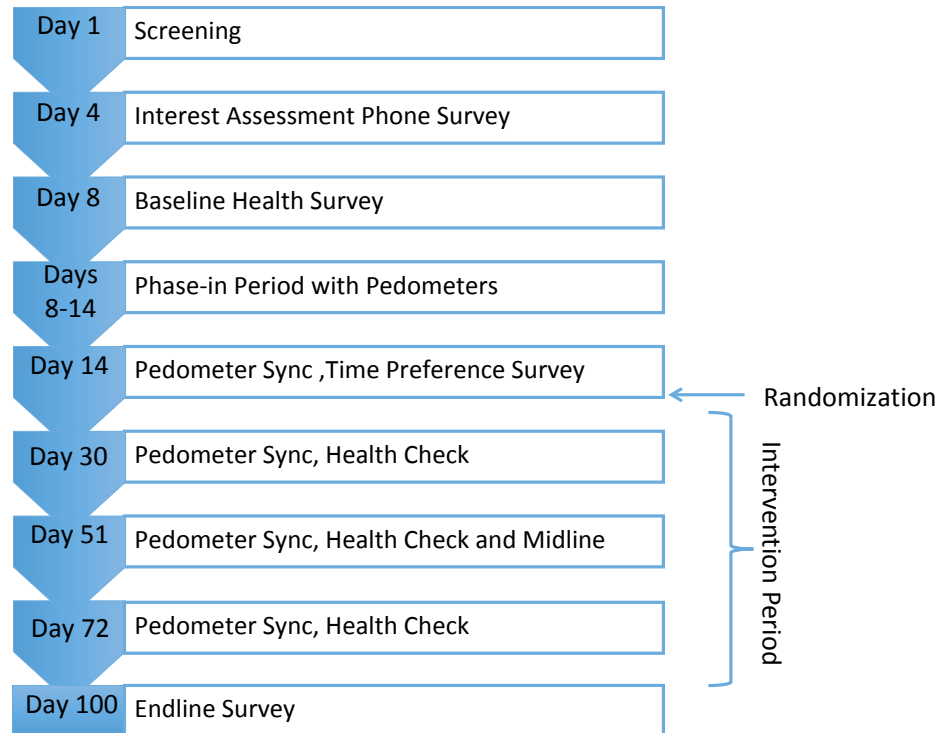 Day 1
Screening
Day 4
Interest Assessment Phone Survey
Day 8
Baseline Health Survey
Days
8-14
Phase-in Period with Pedometers
Day 14
Pedometer Sync ,Time Preference Survey
Randomization
Day 30
Pedometer Sync, Health Check
Day 51
Pedometer Sync, Health Check and Midline
Day 72
Pedometer Sync, Health Check
Intervention Period
Day 100
Endline Survey